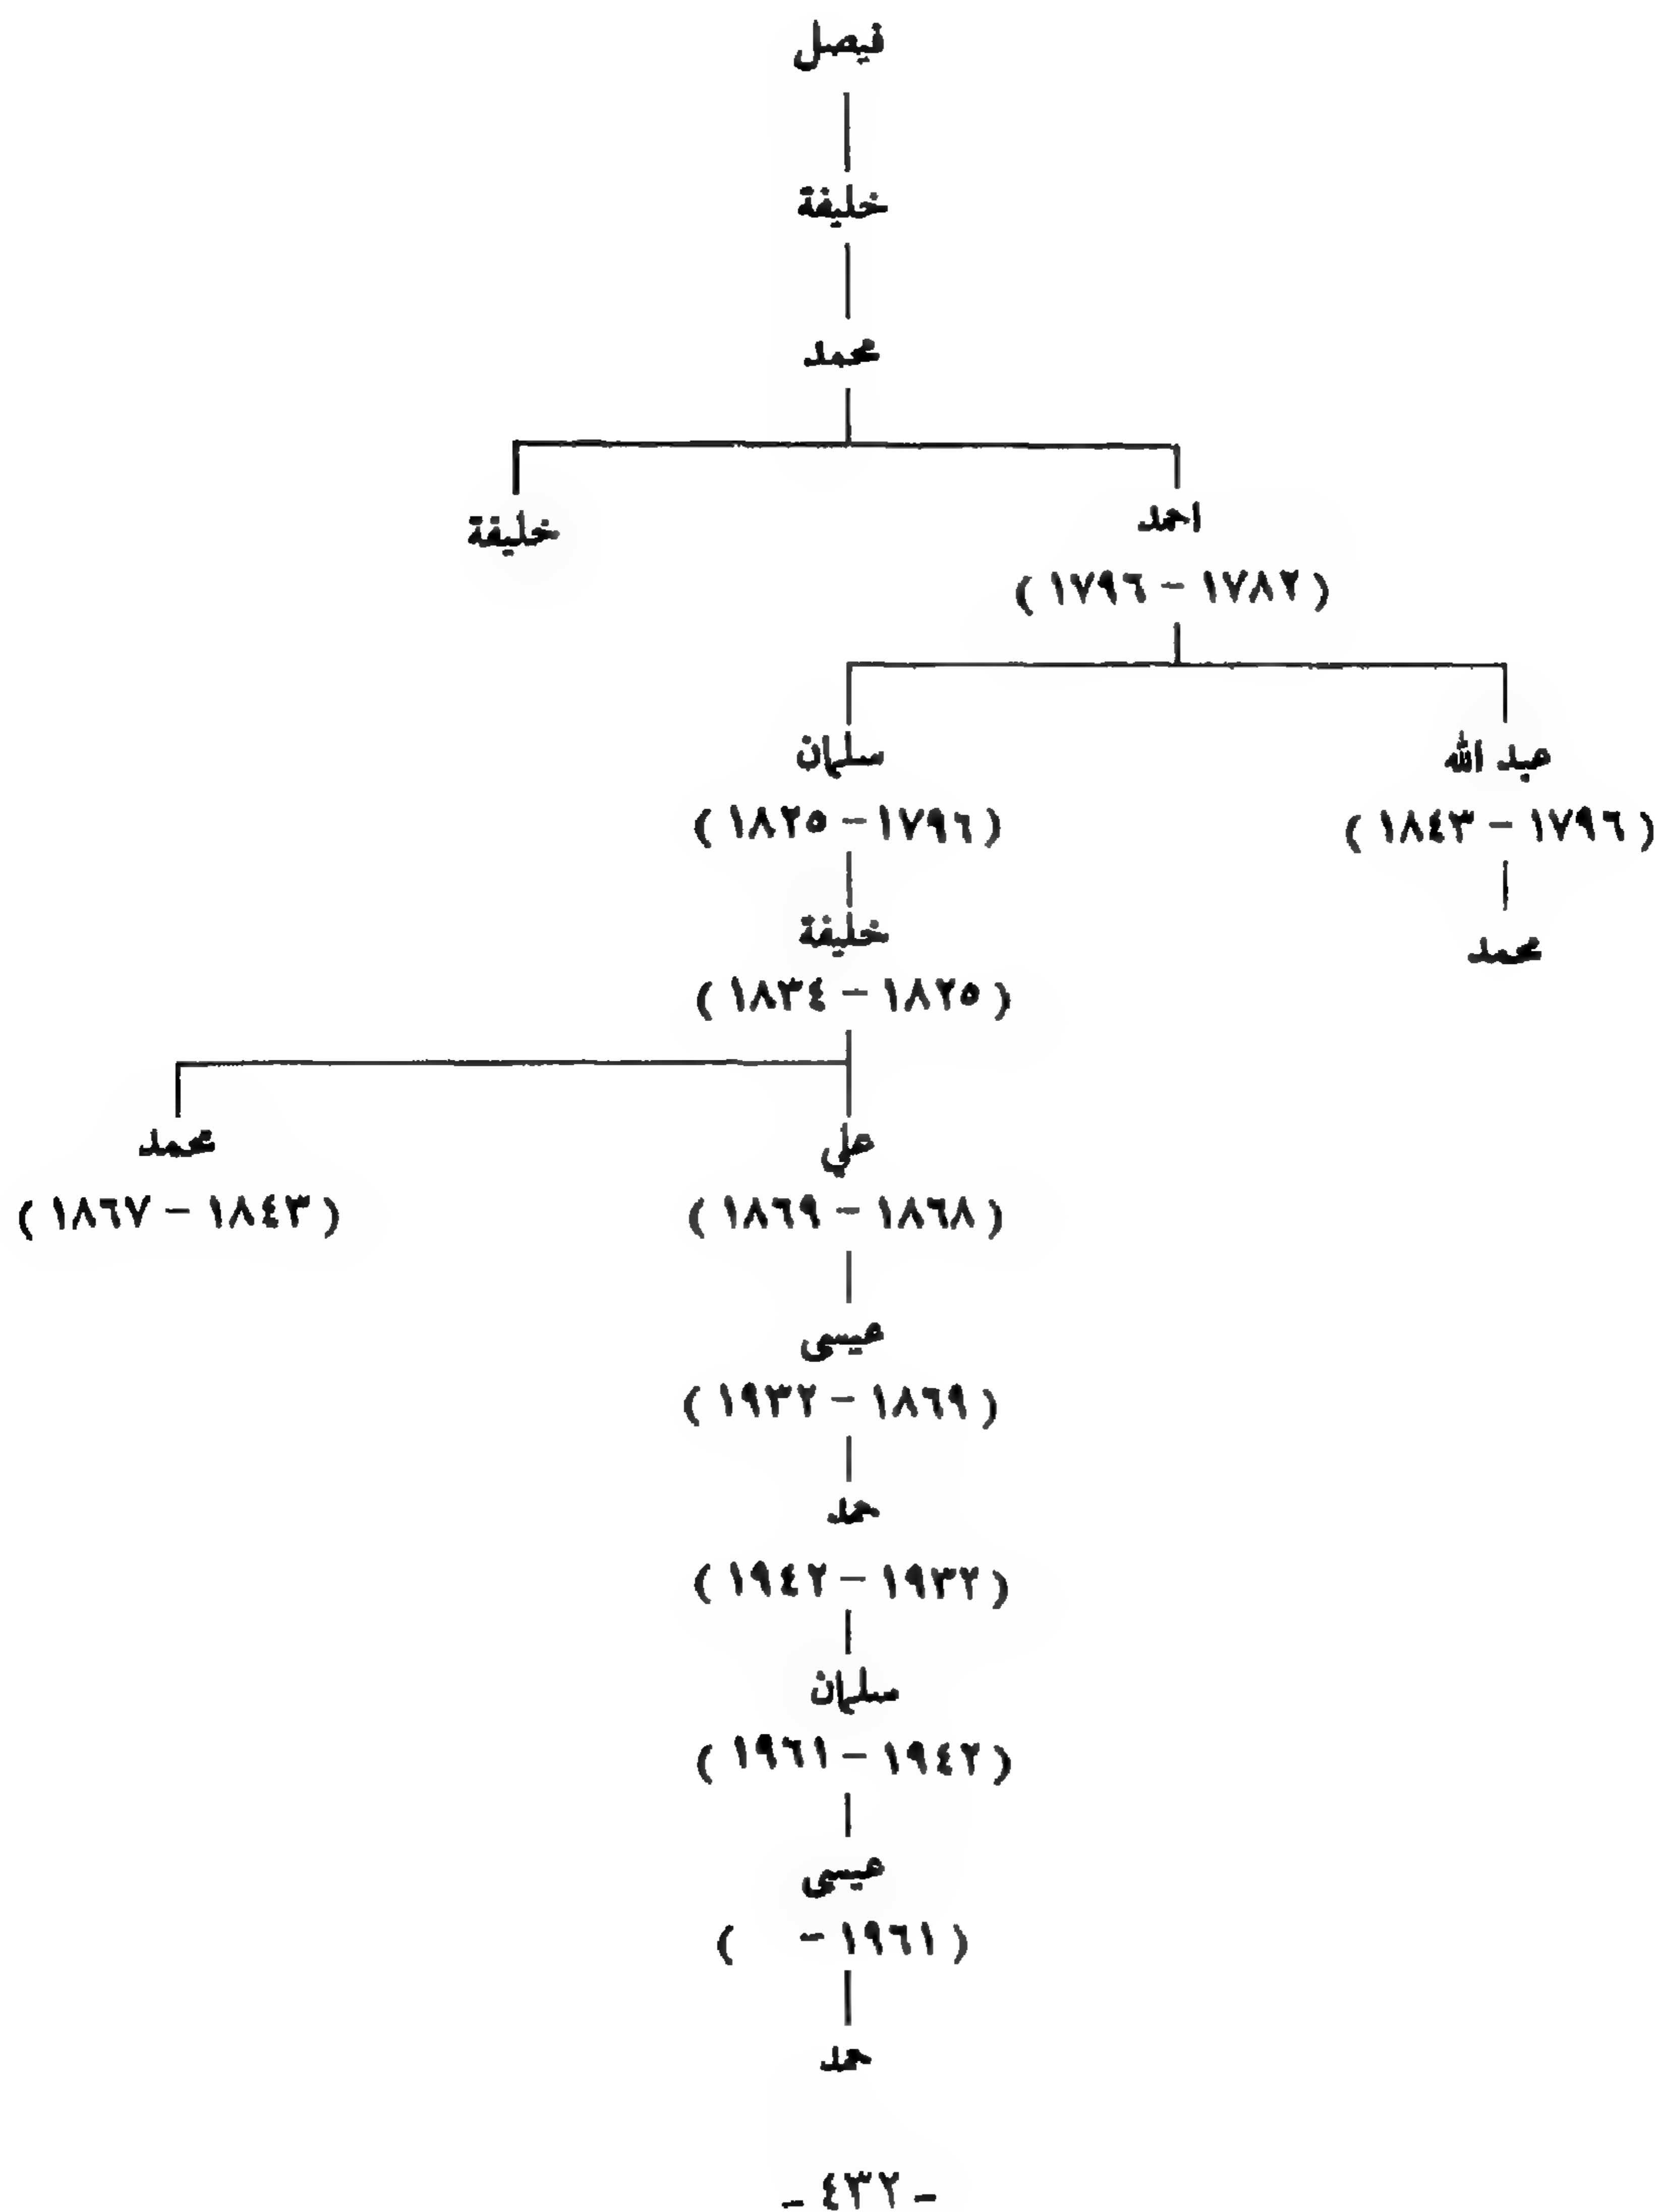 فيصل
خليفة
محمد
احمد
خليفة
(١٧٨٢ – ١٧٩٦)
عبد الله
سلمان
(١٧٩٦ – ١٨٤٣)
(١٧٩٦ – ١٨٢٥)
خليفة
محمد
(١٨٢٥ – ١٨٣٤)
علي
محمد
(١٨٦٨ – ١٨٦٩)
(١٨٤٣ – ١٨٦٧)
عيسى
(١٨٦٩ – ١٩٣٢)
حمد
(١٩٣٢ – ١٩٤٢)
سلمان
(١٩٤٢ – ١٩٦١)
عيسى
(١٩٦١ – )
حمد
– ٤٣٢ –